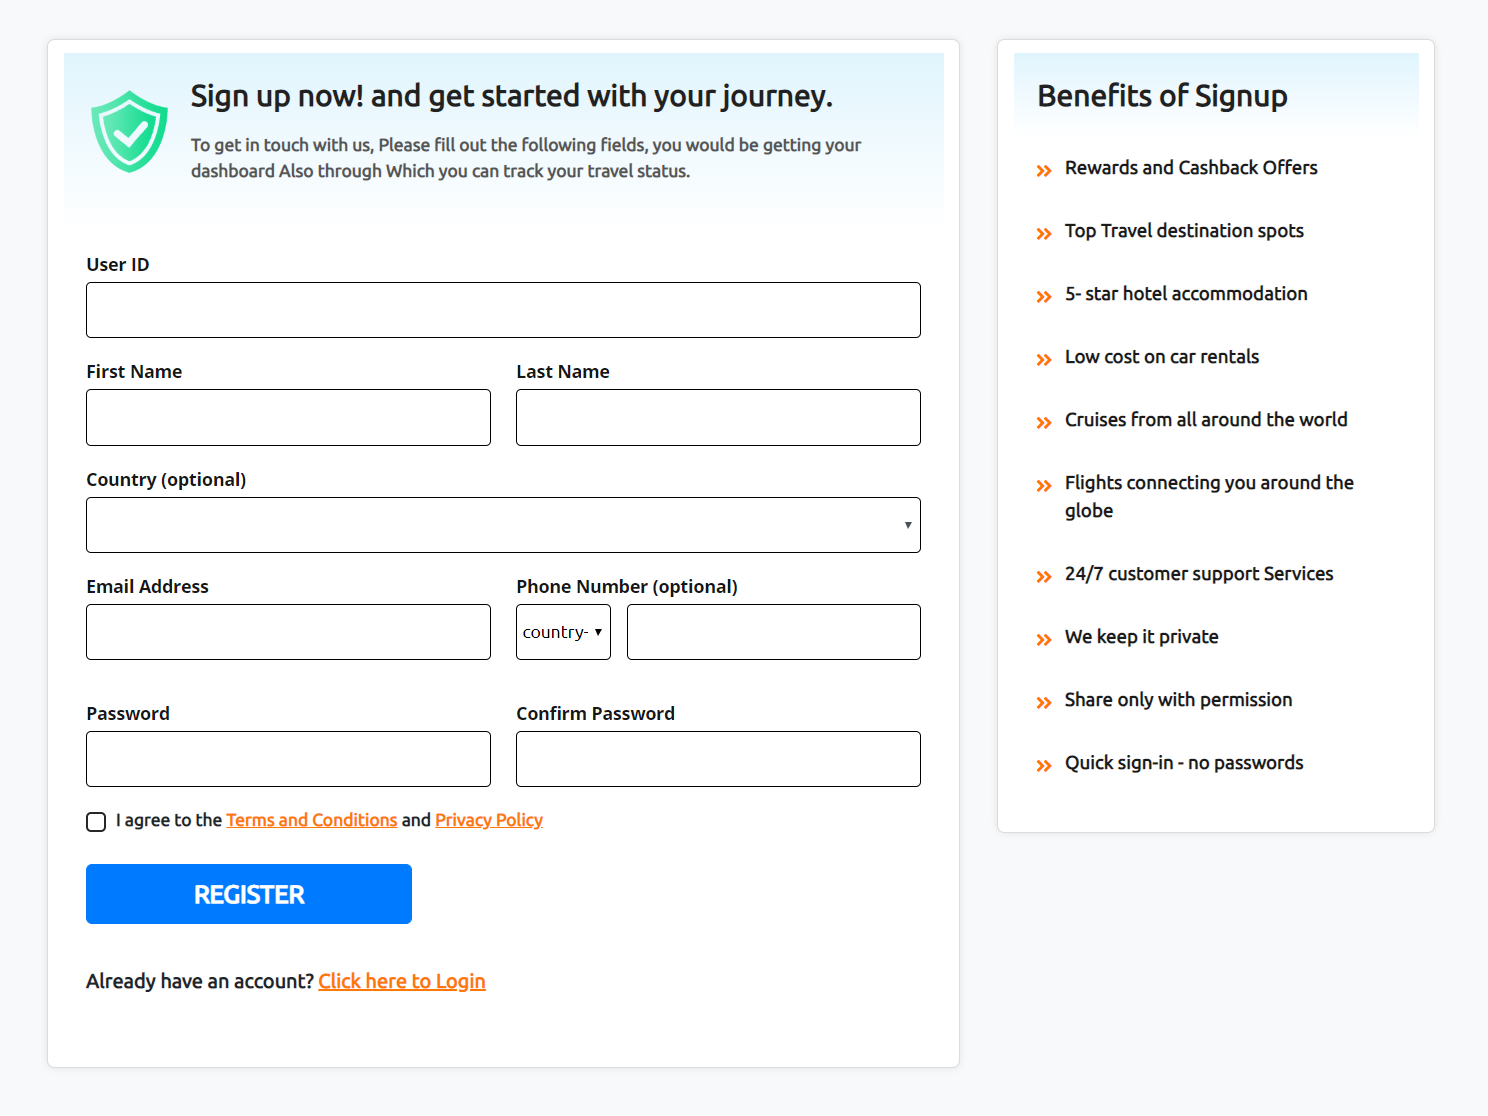 Sign up now! and get started with your journey.
To get in touch with us, Please fill out the following fields, you would be getting your
dashboard Also through Which you can track your travel status.
User ID
First Name
Last Name
Country (optional)
Email Address
Phone Number (optional)
country-
Password
Confirm Password
I agree to the Terms and Conditions and Privacy Policy
REGISTER
Already have an account? Click here to Login
Benefits of Signup
Rewards and Cashback Offers
Top Travel destination spots
5- star hotel accommodation
Low cost on car rentals
Cruises from all around the world
Flights connecting you around the
globe
24/7 customer support Services
We keep it private
Share only with permission
Quick sign-in - no passwords